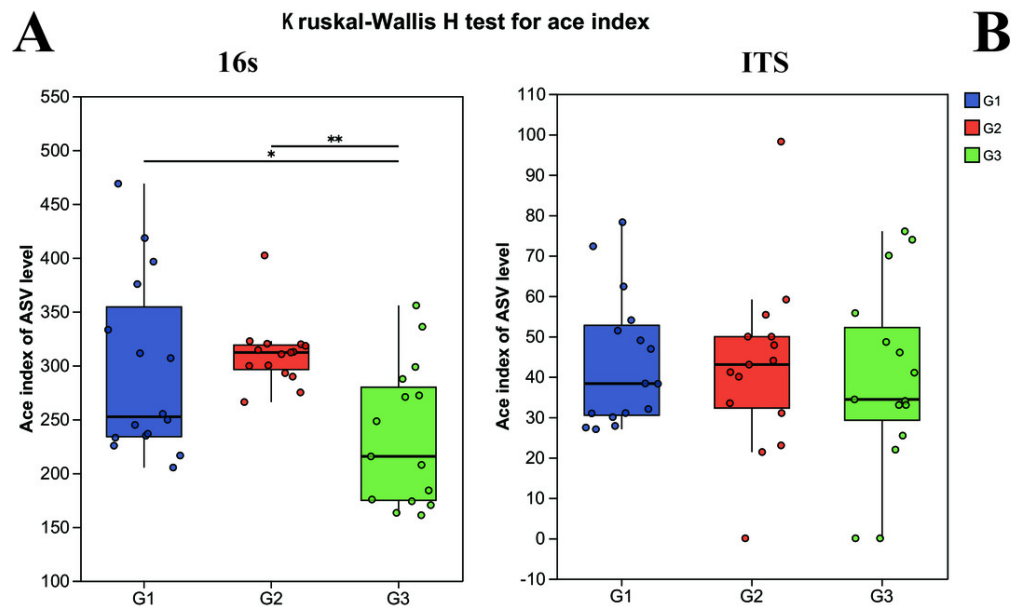 A
K ruskal-Wallis H test for ace index
B
16s
ITS
Ace index of ASV level
550
500
450
400
350
300
250
200
150
100
**
*
G1
G2
G3
Ace index of ASV level
110
100
90
80
70
60
50
40
30
20
10
0
-10
G1
G2
G3
G1
G2
G3